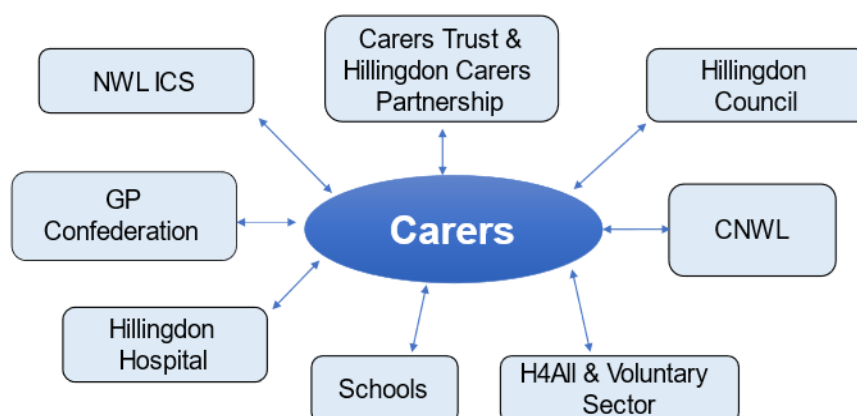 Carers Trust &
Hillingdon Carers
Partnership
NWL ICS
Hillingdon
Council
GP
Confederation
Carers
CNWL
Hillingdon
Hospital
Schools
H4All & Voluntary
Sector